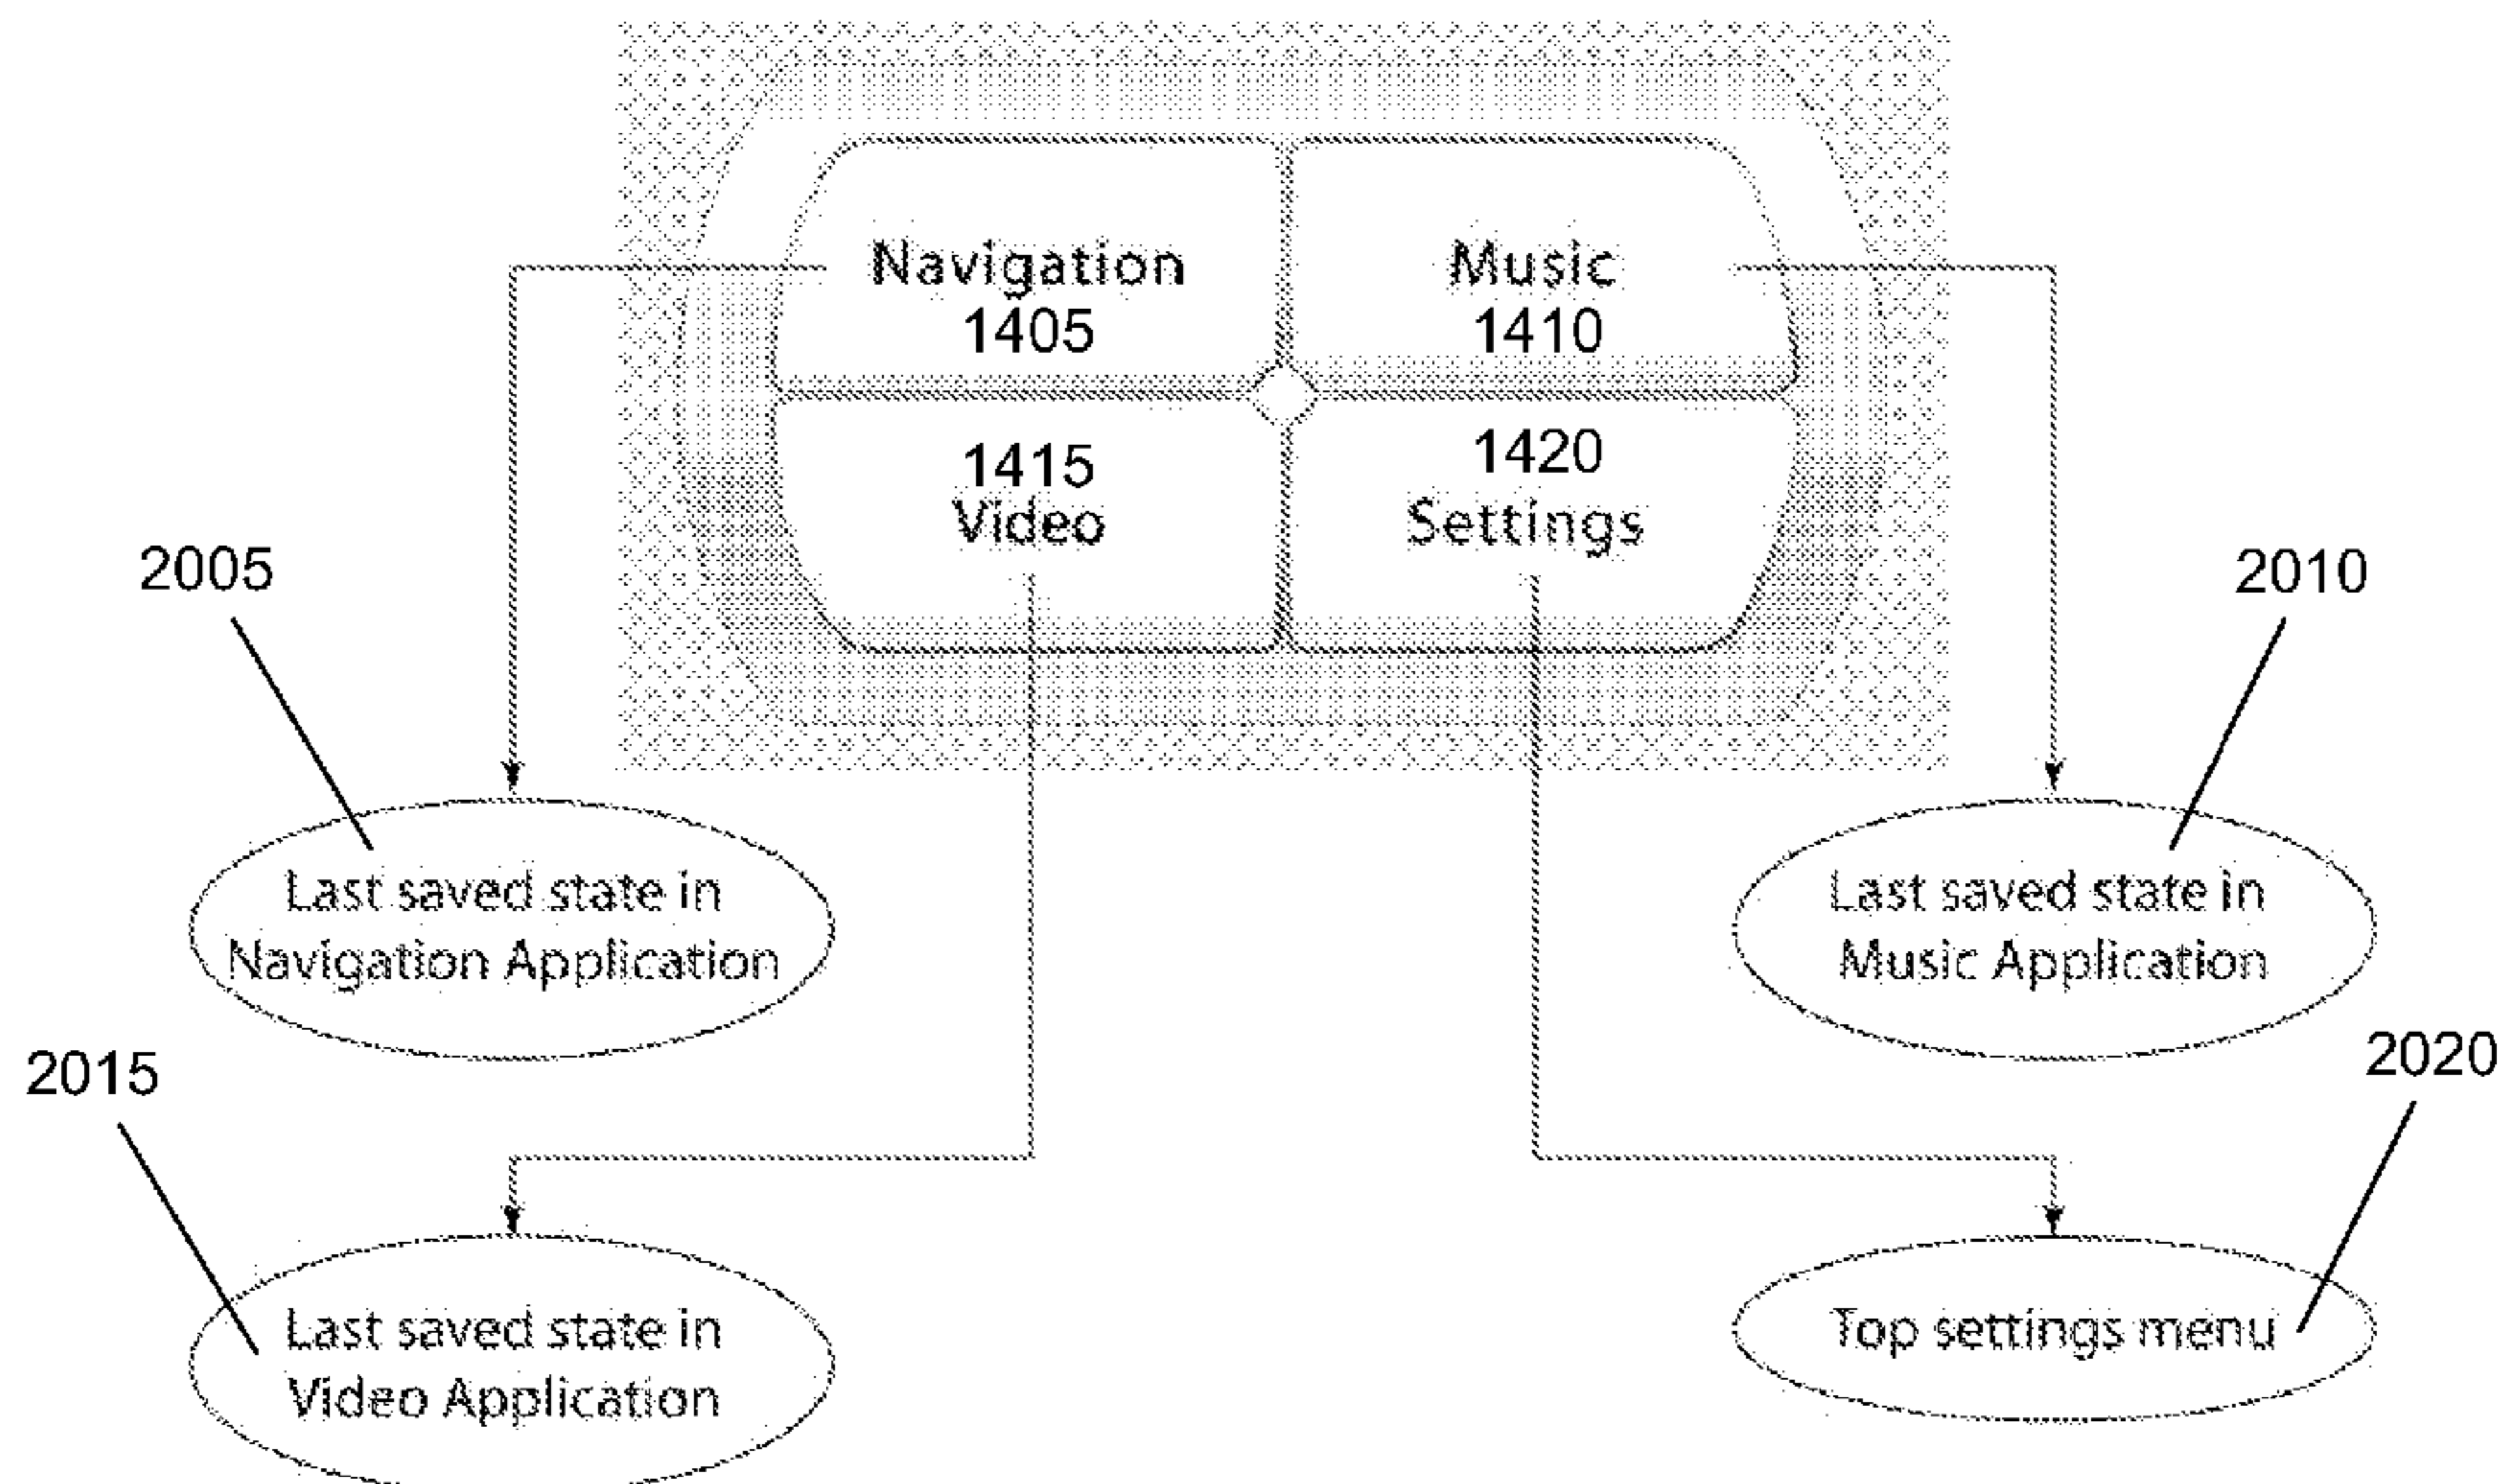 Navigation
1405
Music
1410
1415
Video
1420
Settings
2005
2010
Last saved state in
Navigation Application
Last saved state in
Music Application
2015
2020
Last saved state in
Video Application
Top settings menu